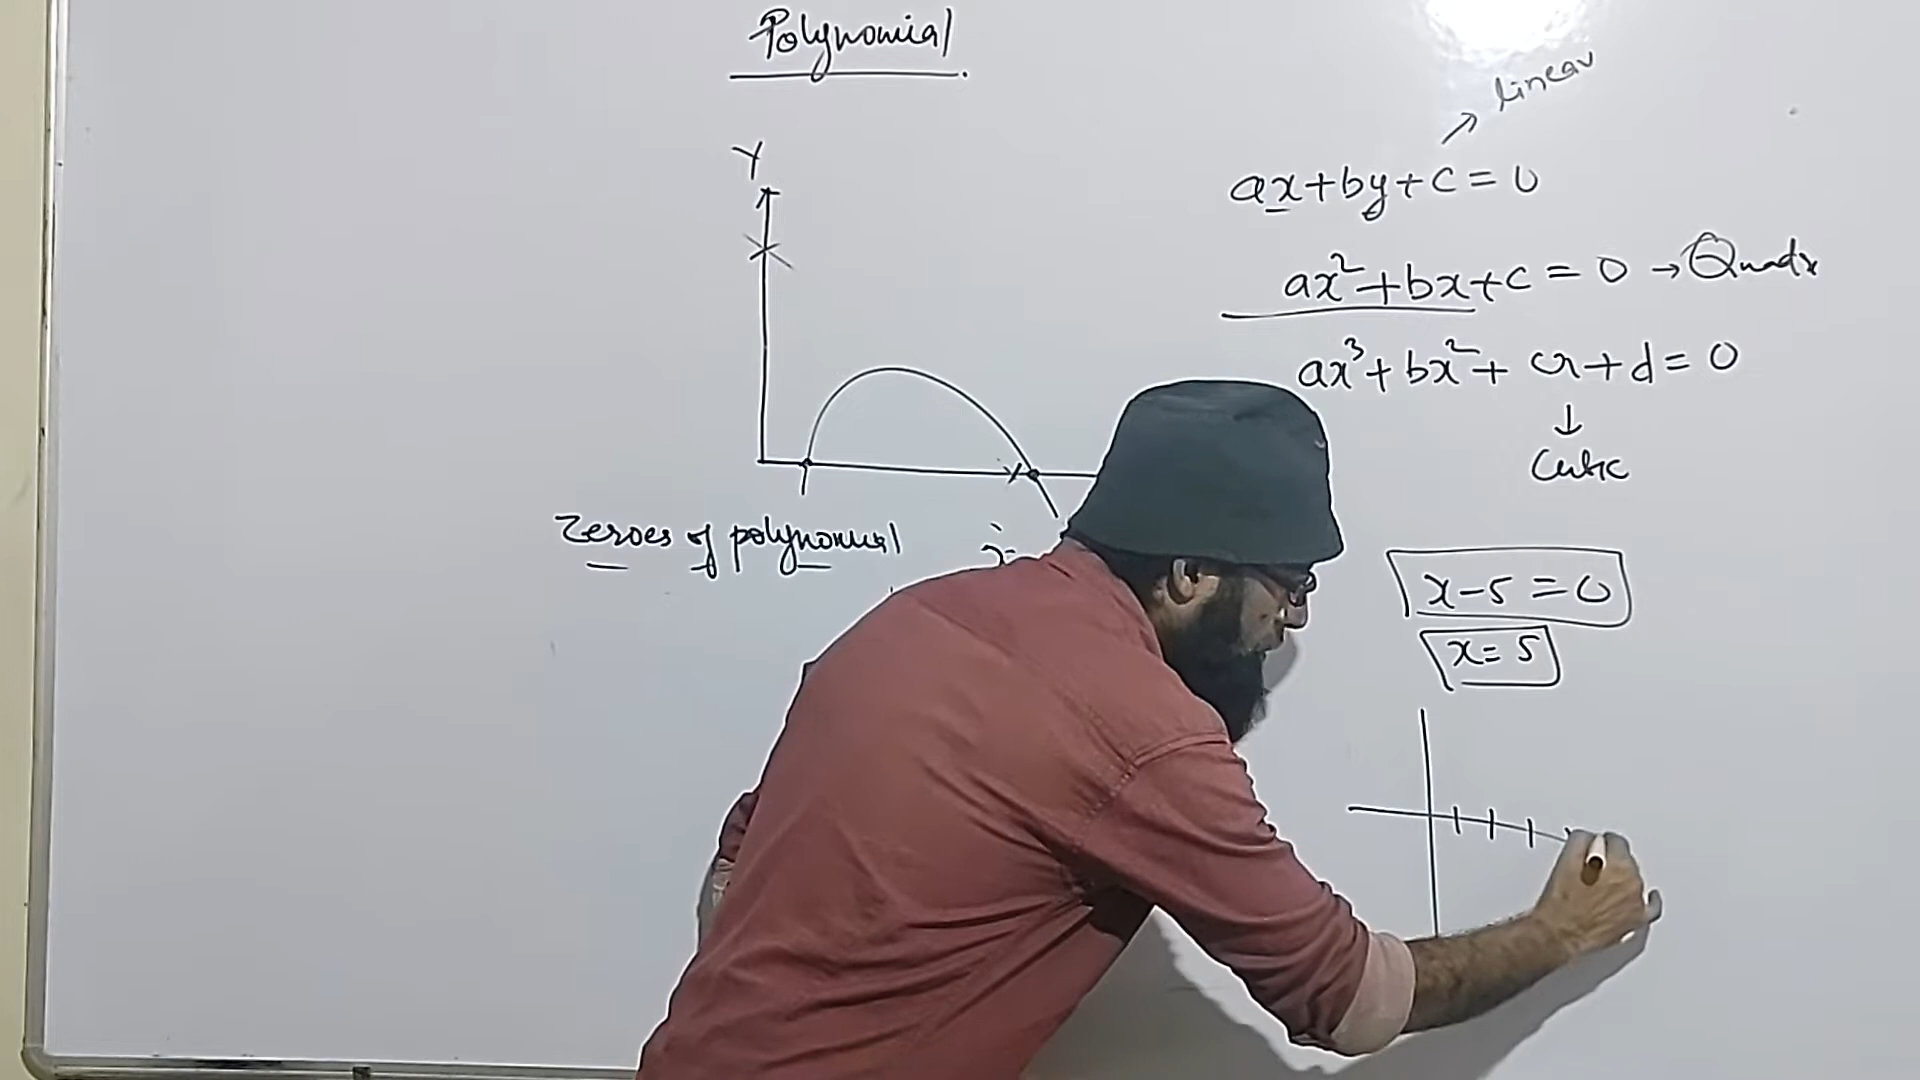 Polynomial
linear
Y
ax+by+c=0
ax²+bx+c=0 → Quadr
ax³+bx²+cx+d=0
↓
Cubic
Zeroes of polynomial
x-5=0
x=5